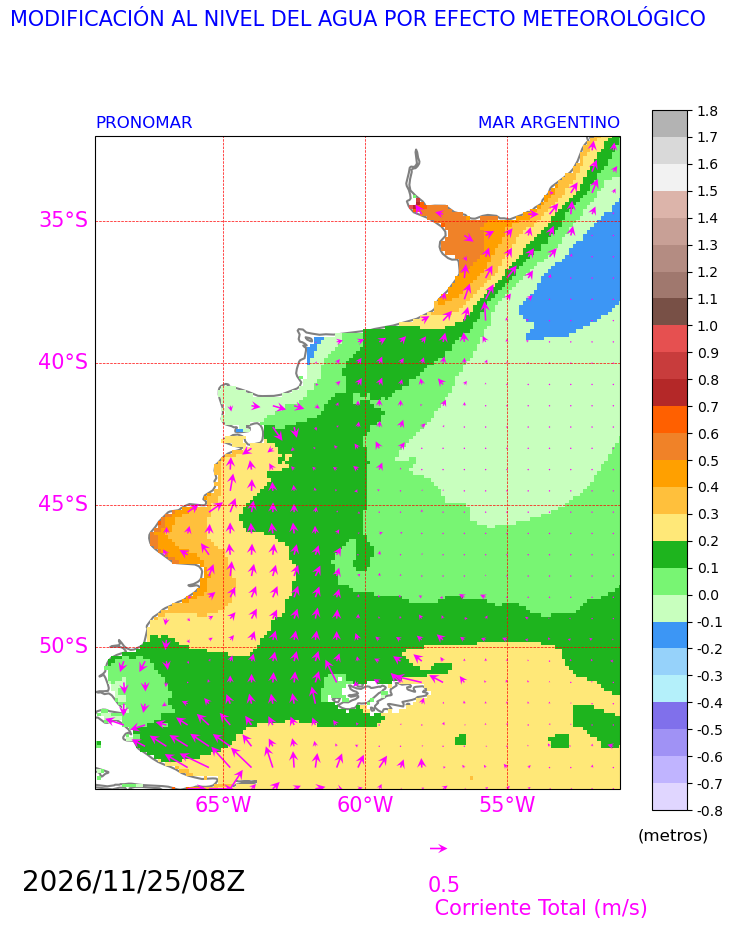 MODIFICACIÓN AL NIVEL DEL AGUA POR EFECTO METEOROLÓGICO
PRONOMAR MAR ARGENTINO
35°S
40°S
45°S
50°S
65°W 60°W 55°W
1.8
1.7
1.6
1.5
1.4
1.3
1.2
1.1
1.0
0.9
0.8
0.7
0.6
0.5
0.4
0.3
0.2
0.1
0.0
-0.1
-0.2
-0.3
-0.4
-0.5
-0.6
-0.7
-0.8
(metros)
2026/11/25/08Z
0.5
Corriente Total (m/s)